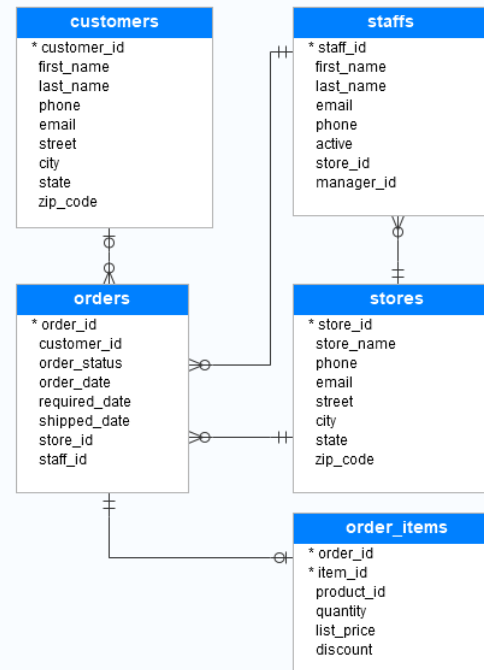 customers
* customer_id
first_name
last_name
phone
email
street
city
state
zip_code
staffs
* staff_id
first_name
last_name
email
phone
active
store_id
manager_id
orders
* order_id
customer_id
order_status
order_date
required_date
shipped_date
store_id
staff_id
stores
* store_id
store_name
phone
email
street
city
state
zip_code
order_items
* order_id
* item_id
product_id
quantity
list_price
discount